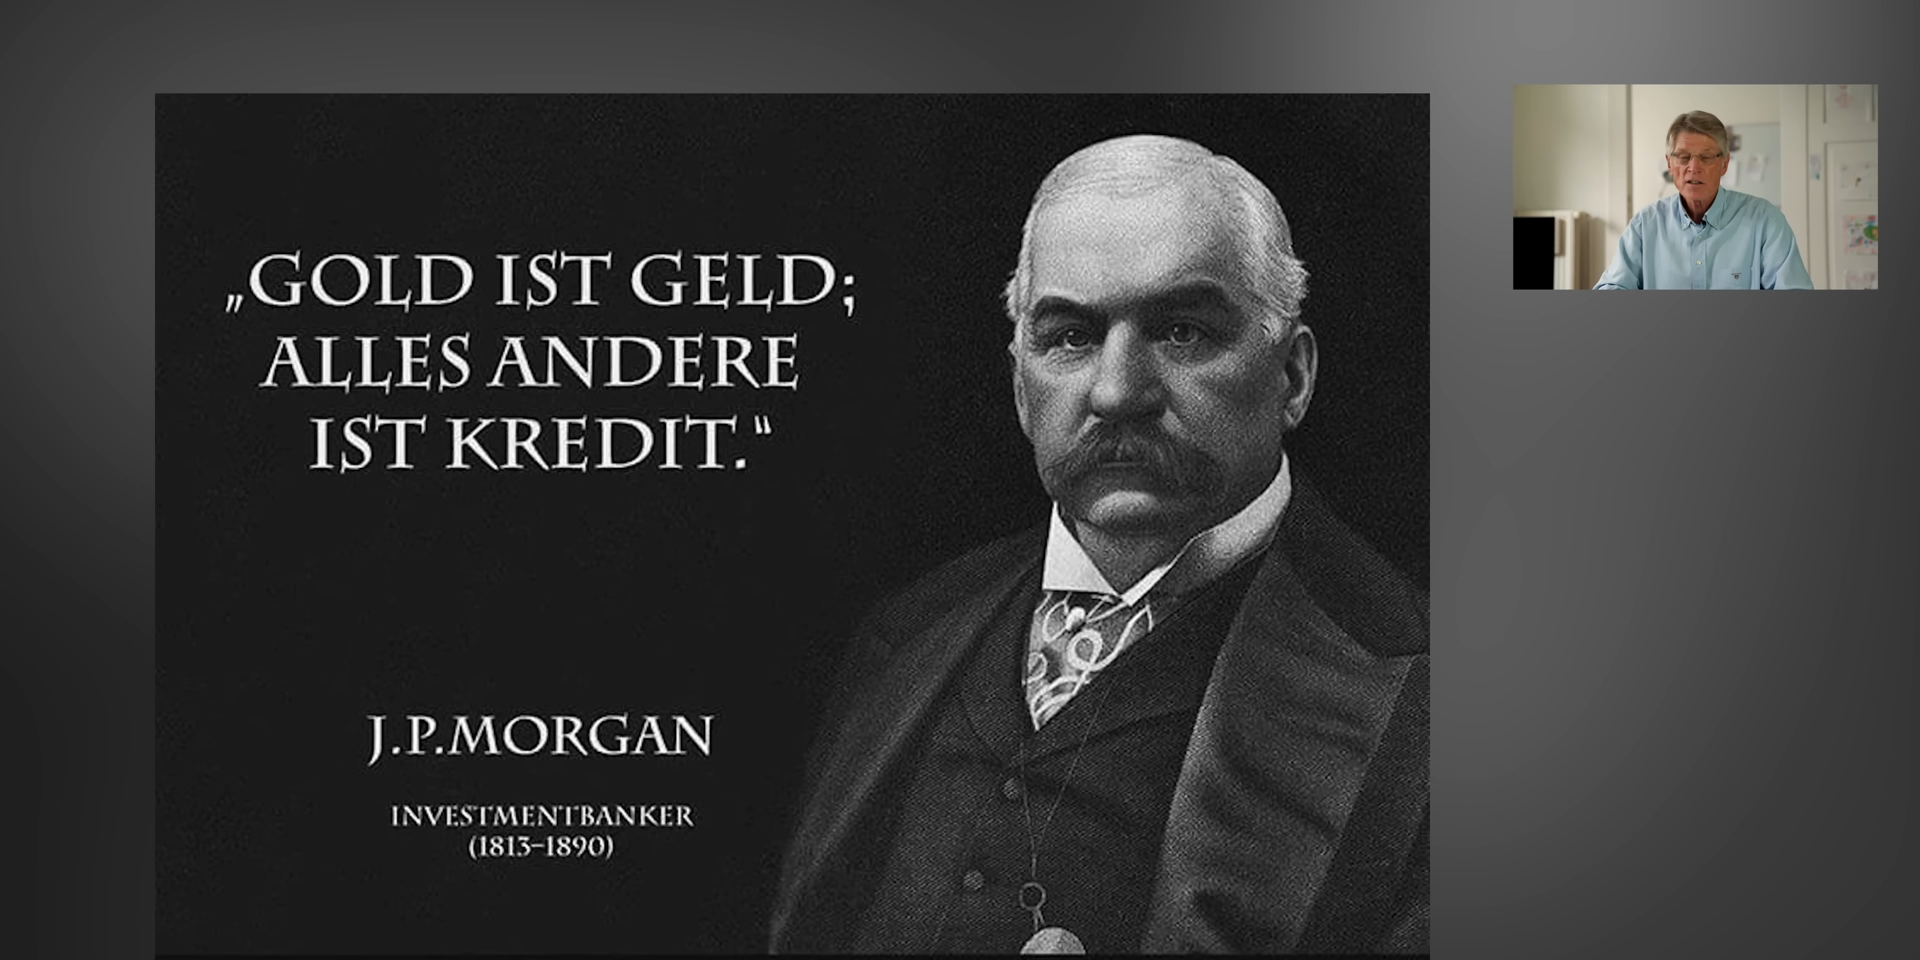 „GOLD IST GELD;
ALLES ANDERE
IST KREDIT.“
J.P.MORGAN
INVESTMENTBANKER
(1813–1890)